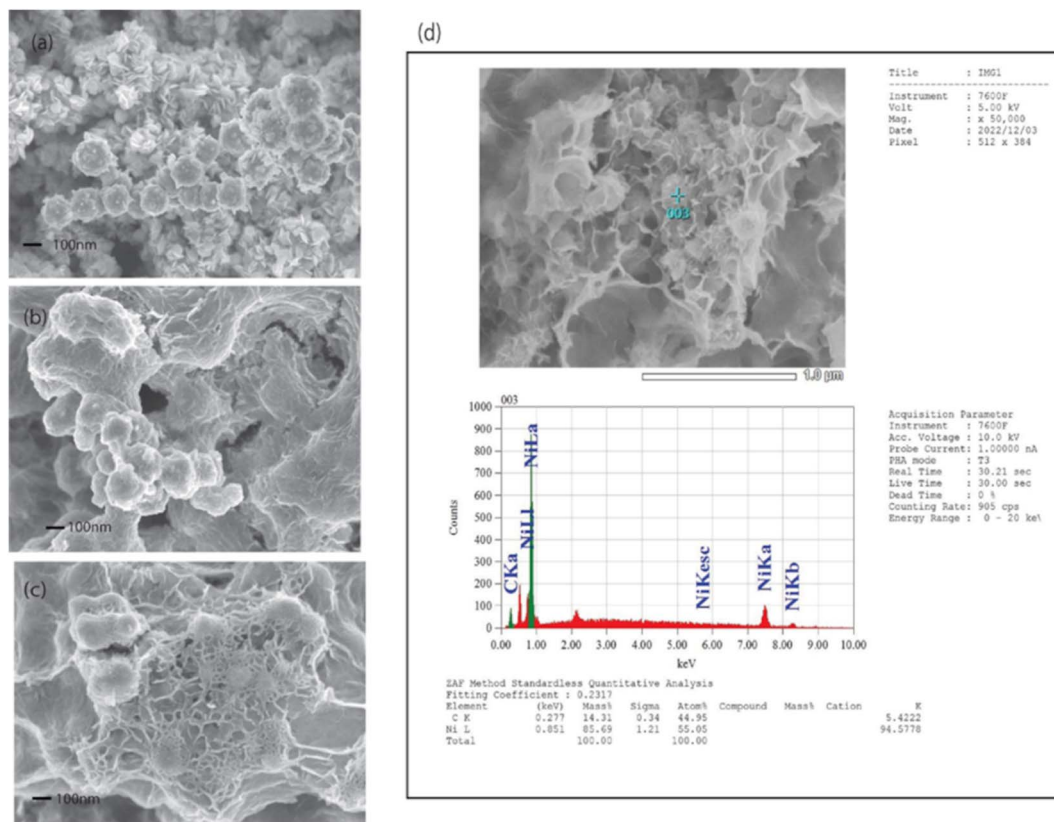 (a)
100nm
(b)
100nm
(c)
100nm
(d)
003
1.0 µm
Title : IMG1
---------------------------
Instrument : 7600F
Volt : 5.00 kV
Mag. : x 50,000
Date : 2022/12/03
Pixel : 512 x 384
003
1000
900
800
700
600
500
400
300
200
100
0
Counts
CKa
NiLl
NiLa
NiKesc
NiKa
NiKb
0.00 1.00 2.00 3.00 4.00 5.00 6.00 7.00 8.00 9.00 10.00
keV
Acquisition Parameter
Instrument : 7600F
Acc. Voltage : 10.0 kV
Probe Current: 1.00000 nA
PHA mode : T3
Real Time : 30.21 sec
Live Time : 30.00 sec
Dead Time : 0 %
Counting Rate: 905 cps
Energy Range : 0 - 20 keV
ZAF Method Standardless Quantitative Analysis
Fitting Coefficient : 0.2317
Element (keV) Mass% Sigma Atom% Compound Mass% Cation K
C K 0.277 14.31 0.34 44.95 5.4222
Ni L 0.851 85.69 1.21 55.05 94.5778
Total 100.00 100.00